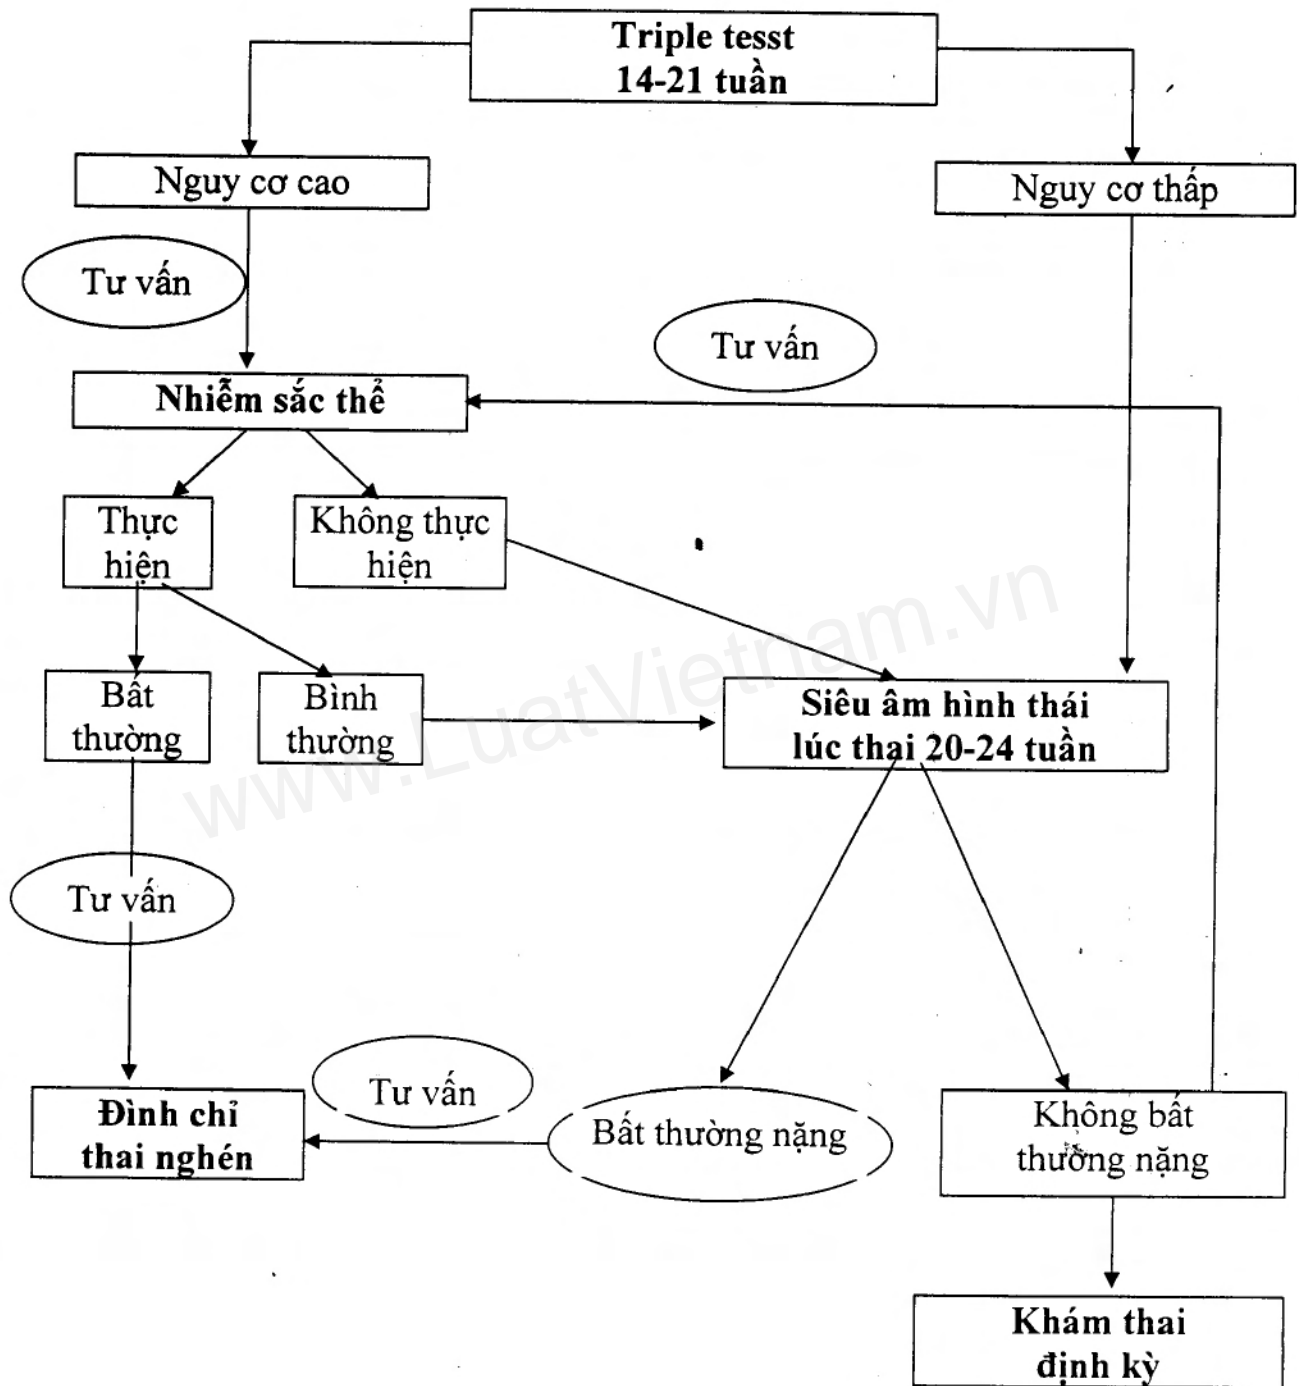 Triple tesst
14-21 tuần
Nguy cơ cao
Nguy cơ thấp
Tư vấn
Tư vấn
Nhiễm sắc thể
Thực
hiện
Không thực
hiện
Bất
thường
Bình
thường
Siêu âm hình thái
lúc thai 20-24 tuần
www.LuatVietnam.vn
Tư vấn
Tư vấn
Đình chỉ
thai nghén
Bất thường nặng
Không bất
thường nặng
Khám thai
định kỳ